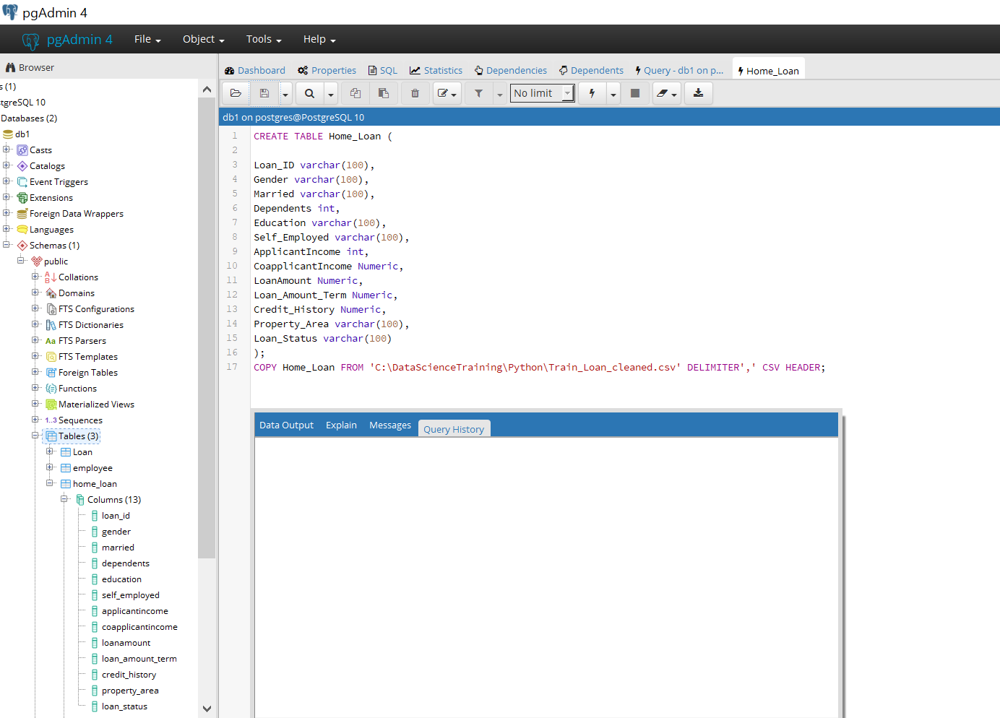 pgAdmin 4
pgAdmin 4 File Object Tools Help
Browser
Dashboard Properties SQL Statistics Dependencies Dependents Query - db1 on p... Home_Loan
No limit
db1 on postgres@PostgreSQL 10
s (1)
tgreSQL 10
Databases (2)
db1
Casts
Catalogs
Event Triggers
Extensions
Foreign Data Wrappers
Languages
Schemas (1)
public
Collations
Domains
FTS Configurations
FTS Dictionaries
Aa FTS Parsers
FTS Templates
Foreign Tables
Functions
Materialized Views
1..3 Sequences
Tables (3)
Loan
employee
home_loan
Columns (13)
loan_id
gender
married
dependents
education
self_employed
applicantincome
coapplicantincome
loanamount
loan_amount_term
credit_history
property_area
loan_status
1 CREATE TABLE Home_Loan (
2
3 Loan_ID varchar(100),
4 Gender varchar(100),
5 Married varchar(100),
6 Dependents int,
7 Education varchar(100),
8 Self_Employed varchar(100),
9 ApplicantIncome int,
10 CoapplicantIncome Numeric,
11 LoanAmount Numeric,
12 Loan_Amount_Term Numeric,
13 Credit_History Numeric,
14 Property_Area varchar(100),
15 Loan_Status varchar(100)
16 );
17 COPY Home_Loan FROM 'C:\DataScienceTraining\Python\Train_Loan_cleaned.csv' DELIMITER',' CSV HEADER;
Data Output Explain Messages Query History